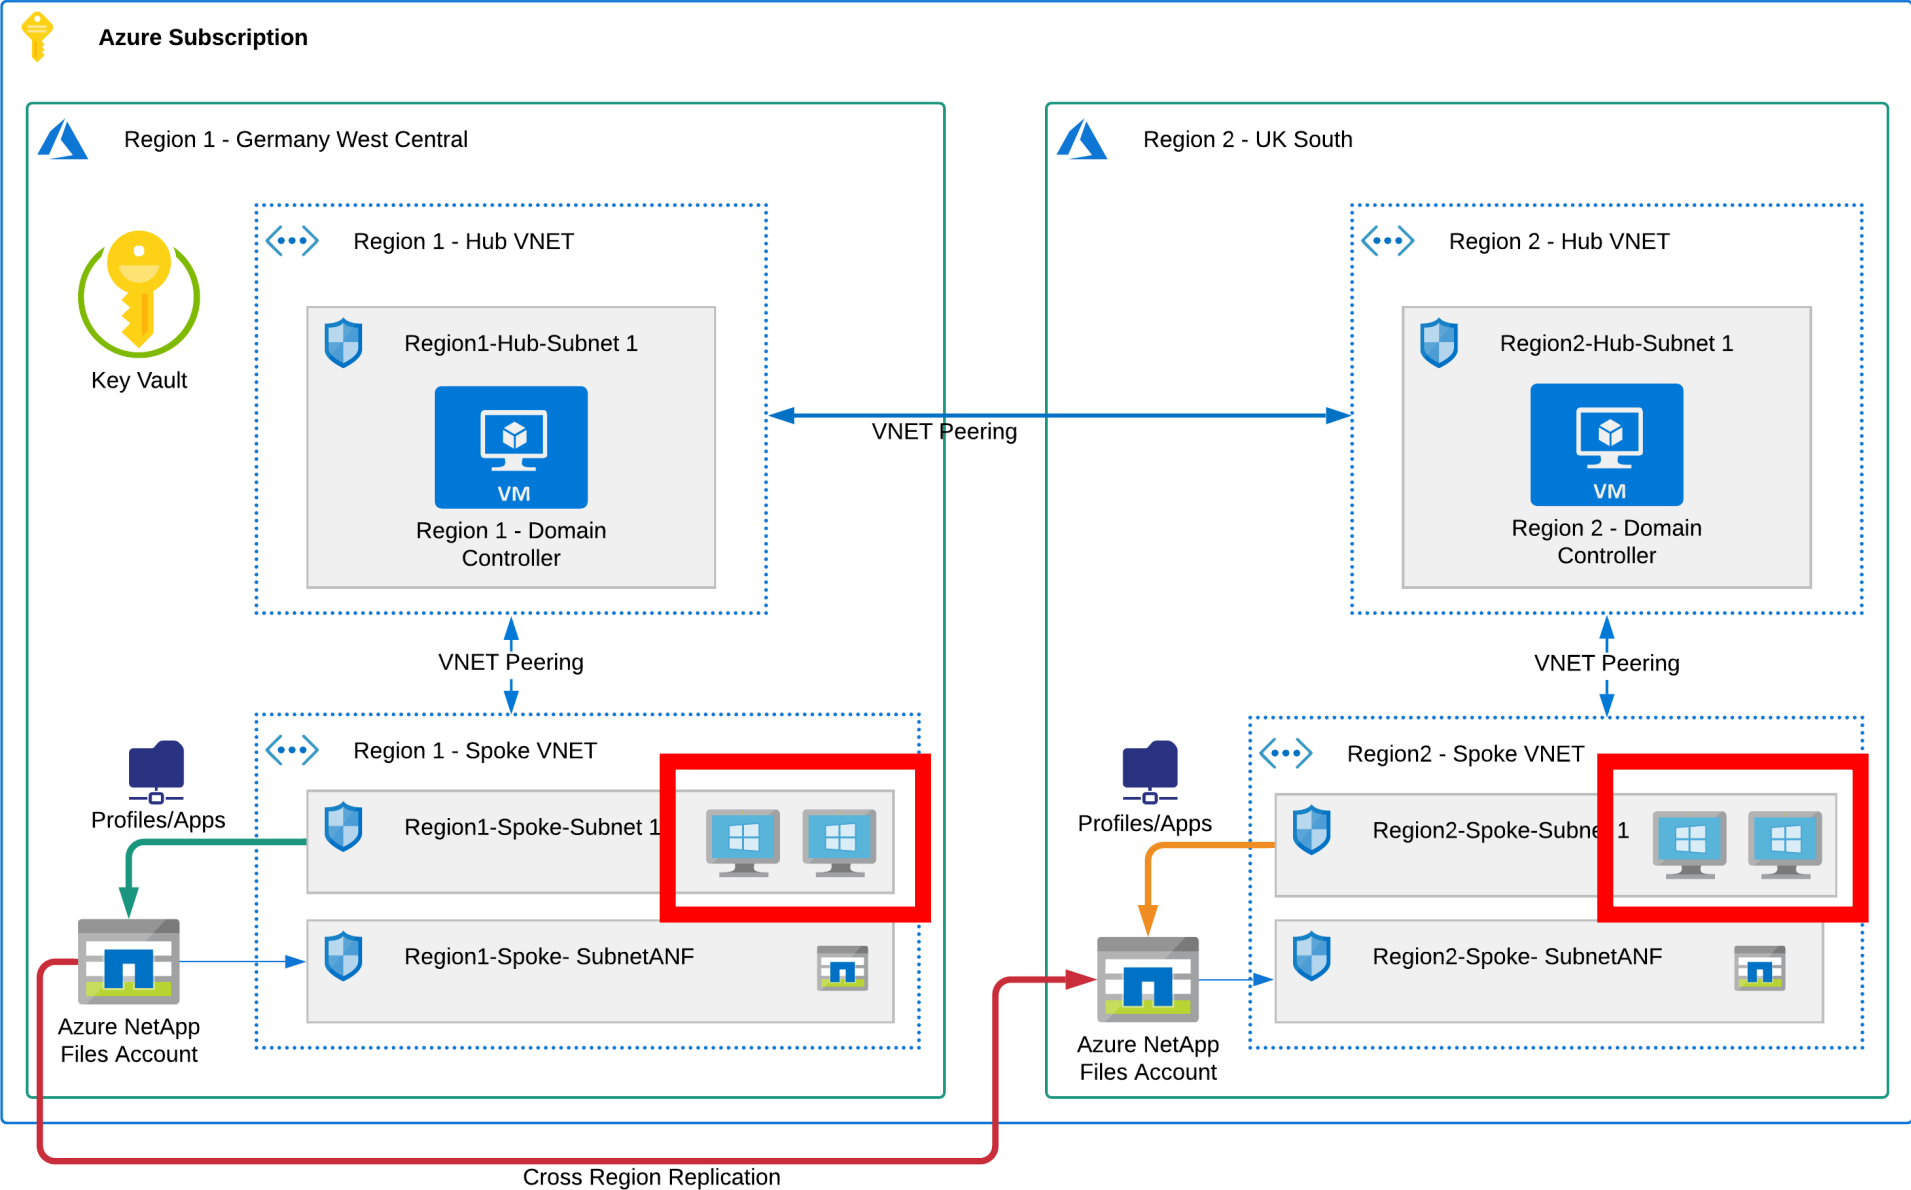 Azure Subscription
Region 1 - Germany West Central
Key Vault
Region 1 - Hub VNET
Region1-Hub-Subnet 1
VM
Region 1 - Domain
Controller
VNET Peering
VNET Peering
Region 1 - Spoke VNET
Profiles/Apps
Region1-Spoke-Subnet 1
Region1-Spoke- SubnetANF
Azure NetApp
Files Account
Region 2 - UK South
Region 2 - Hub VNET
Region2-Hub-Subnet 1
VM
Region 2 - Domain
Controller
VNET Peering
Region2 - Spoke VNET
Profiles/Apps
Region2-Spoke-Subne 1
Region2-Spoke- SubnetANF
Azure NetApp
Files Account
Cross Region Replication